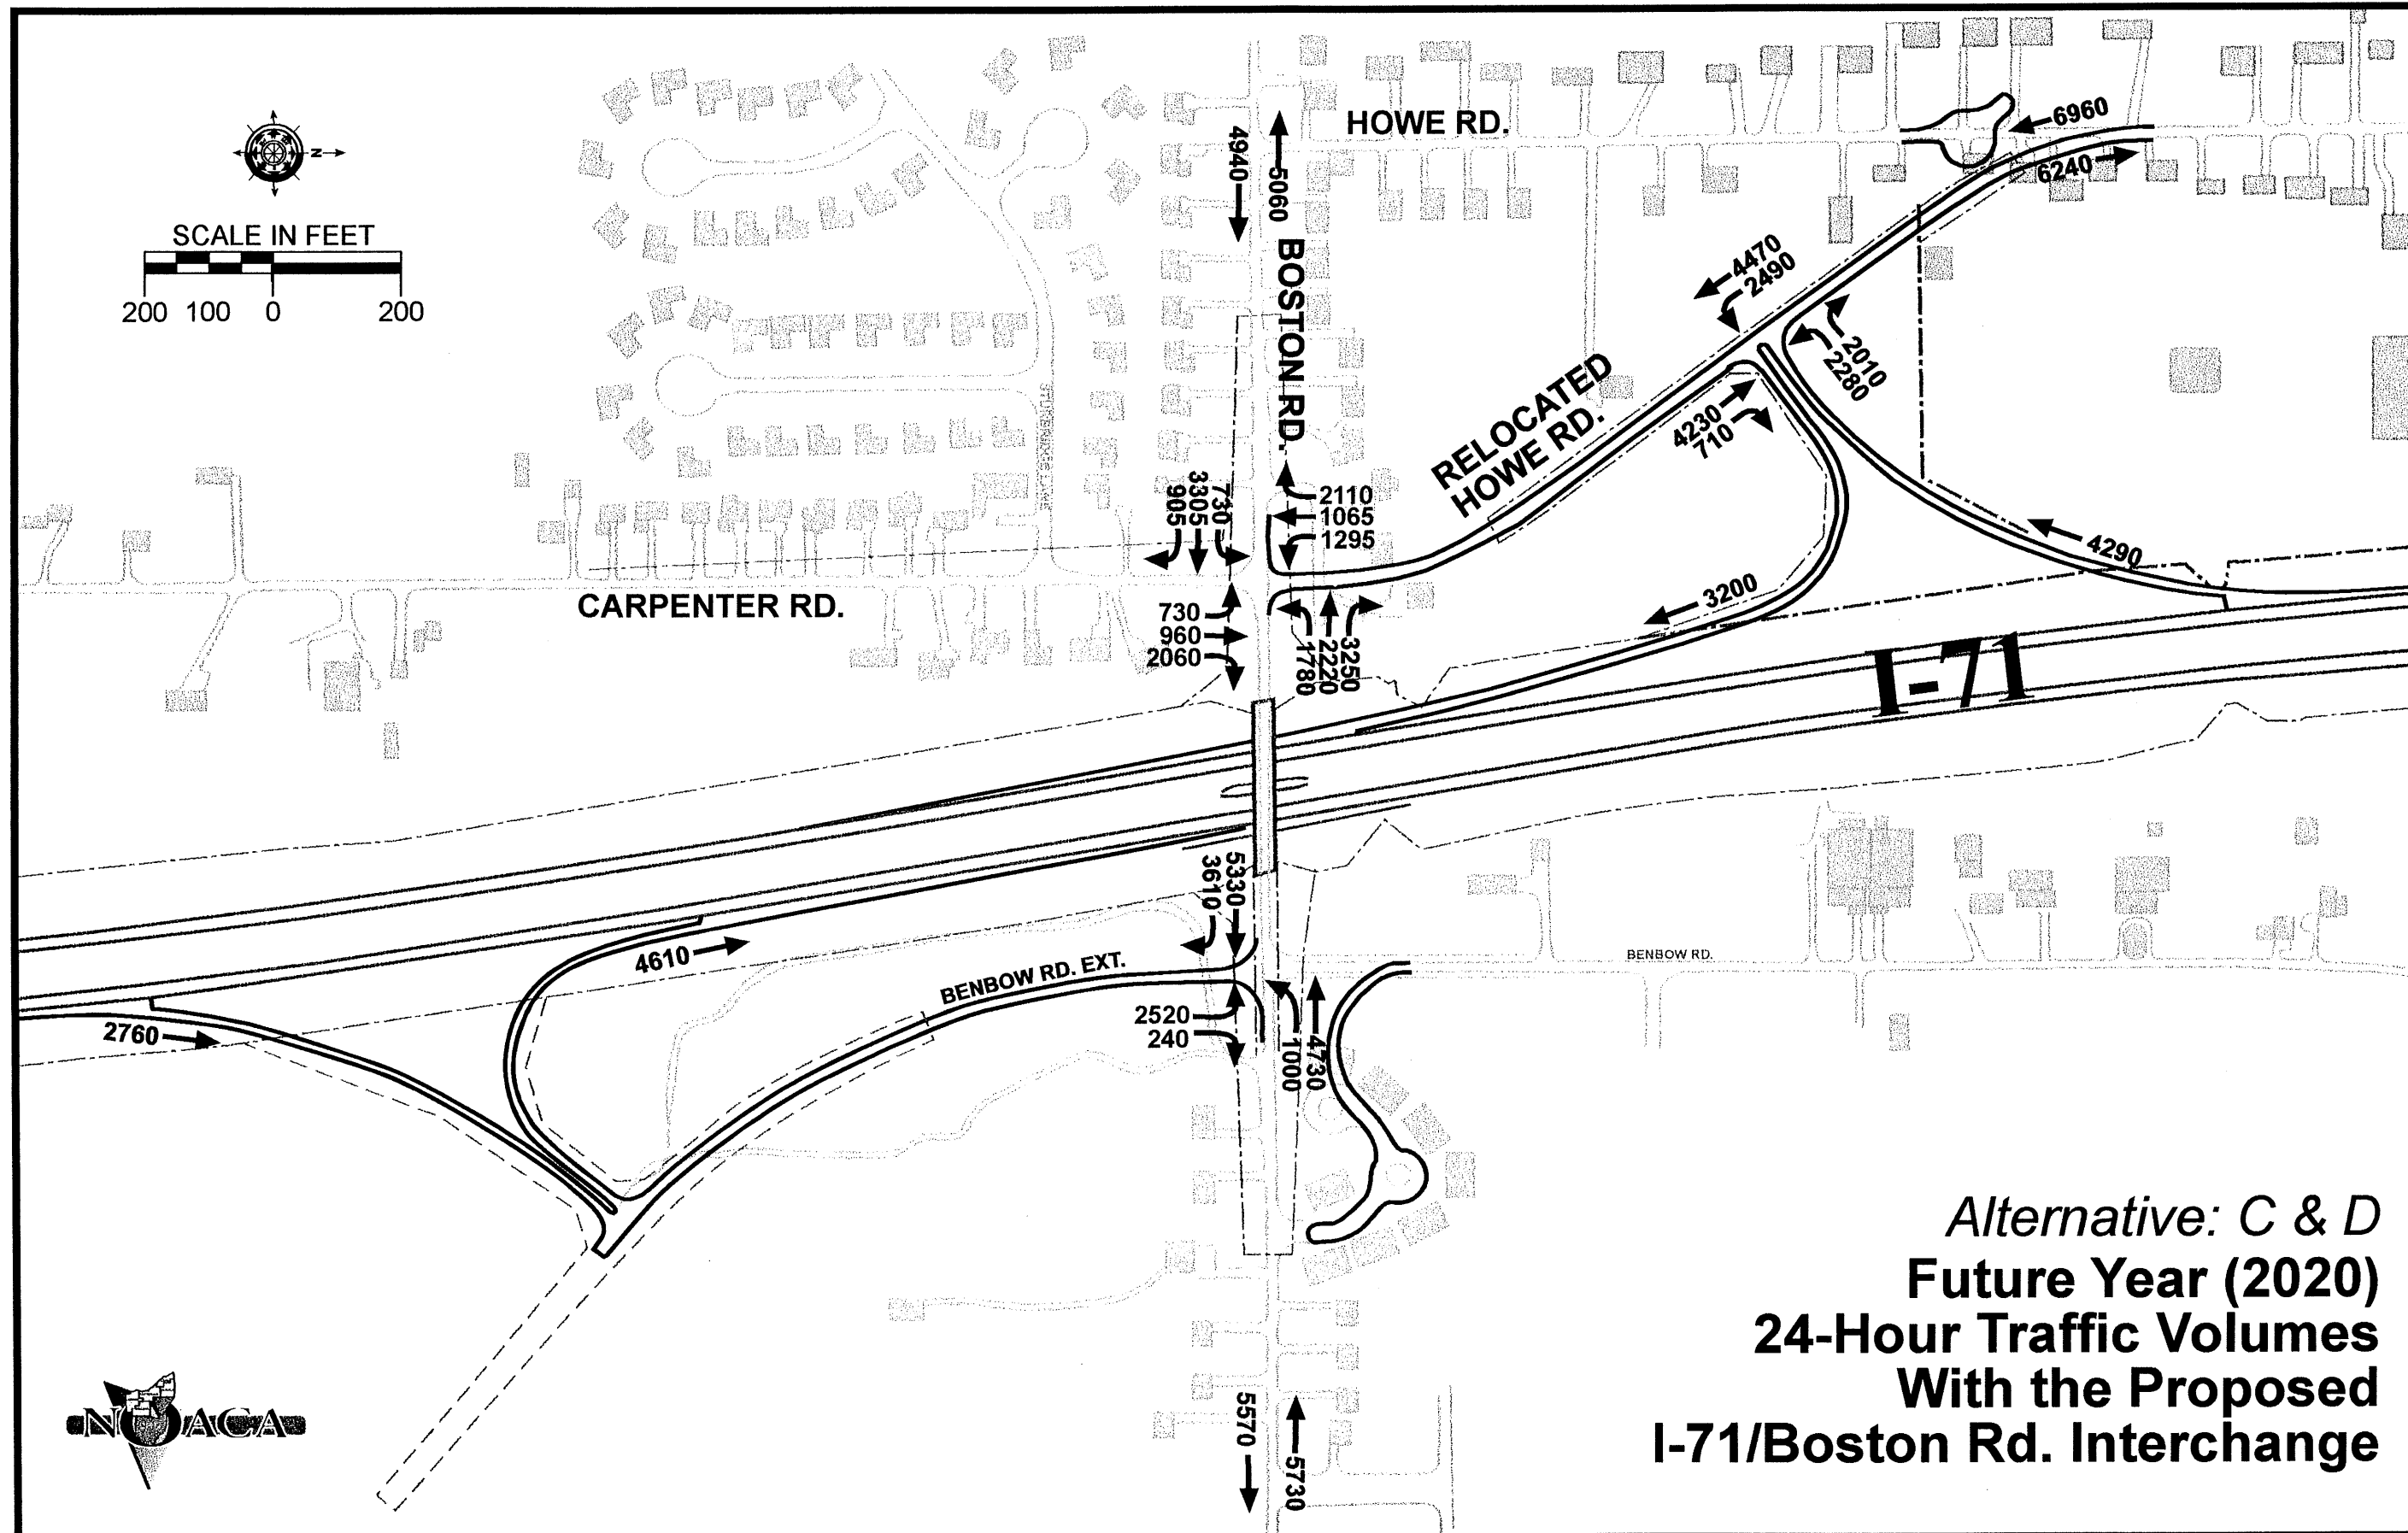 N
SCALE IN FEET
200 100 0 200
HOWE RD.
4940
5060
BOSTON RD.
6960
6240
4470
2490
2010
2280
RELOCATED
HOWE RD.
4230
710
4290
3200
905
3305
730
2110
1065
1295
CARPENTER RD.
730
960
2060
1780
2220
3250
I-71
5330
3610
4610
BENBOW RD. EXT.
BENBOW RD.
2760
2520
240
1000
4730
5570
5730
NOACA
Alternative: C & D
Future Year (2020)
24-Hour Traffic Volumes
With the Proposed
I-71/Boston Rd. Interchange